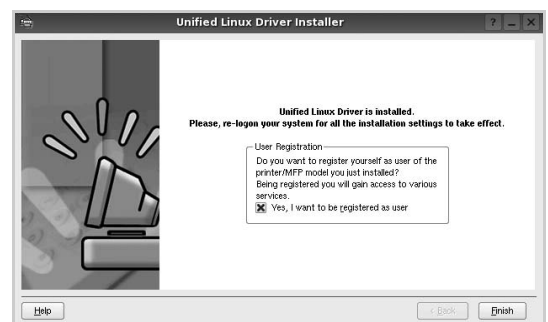 Unified Linux Driver Installer
? _ X
Unified Linux Driver is installed.
Please, re-logon your system for all the installation settings to take effect.
User Registration
Do you want to register yourself as user of the
printer/MFP model you just installed?
Being registered you will gain access to various
services.
Yes, I want to be registered as user
Help
< Back
Finish